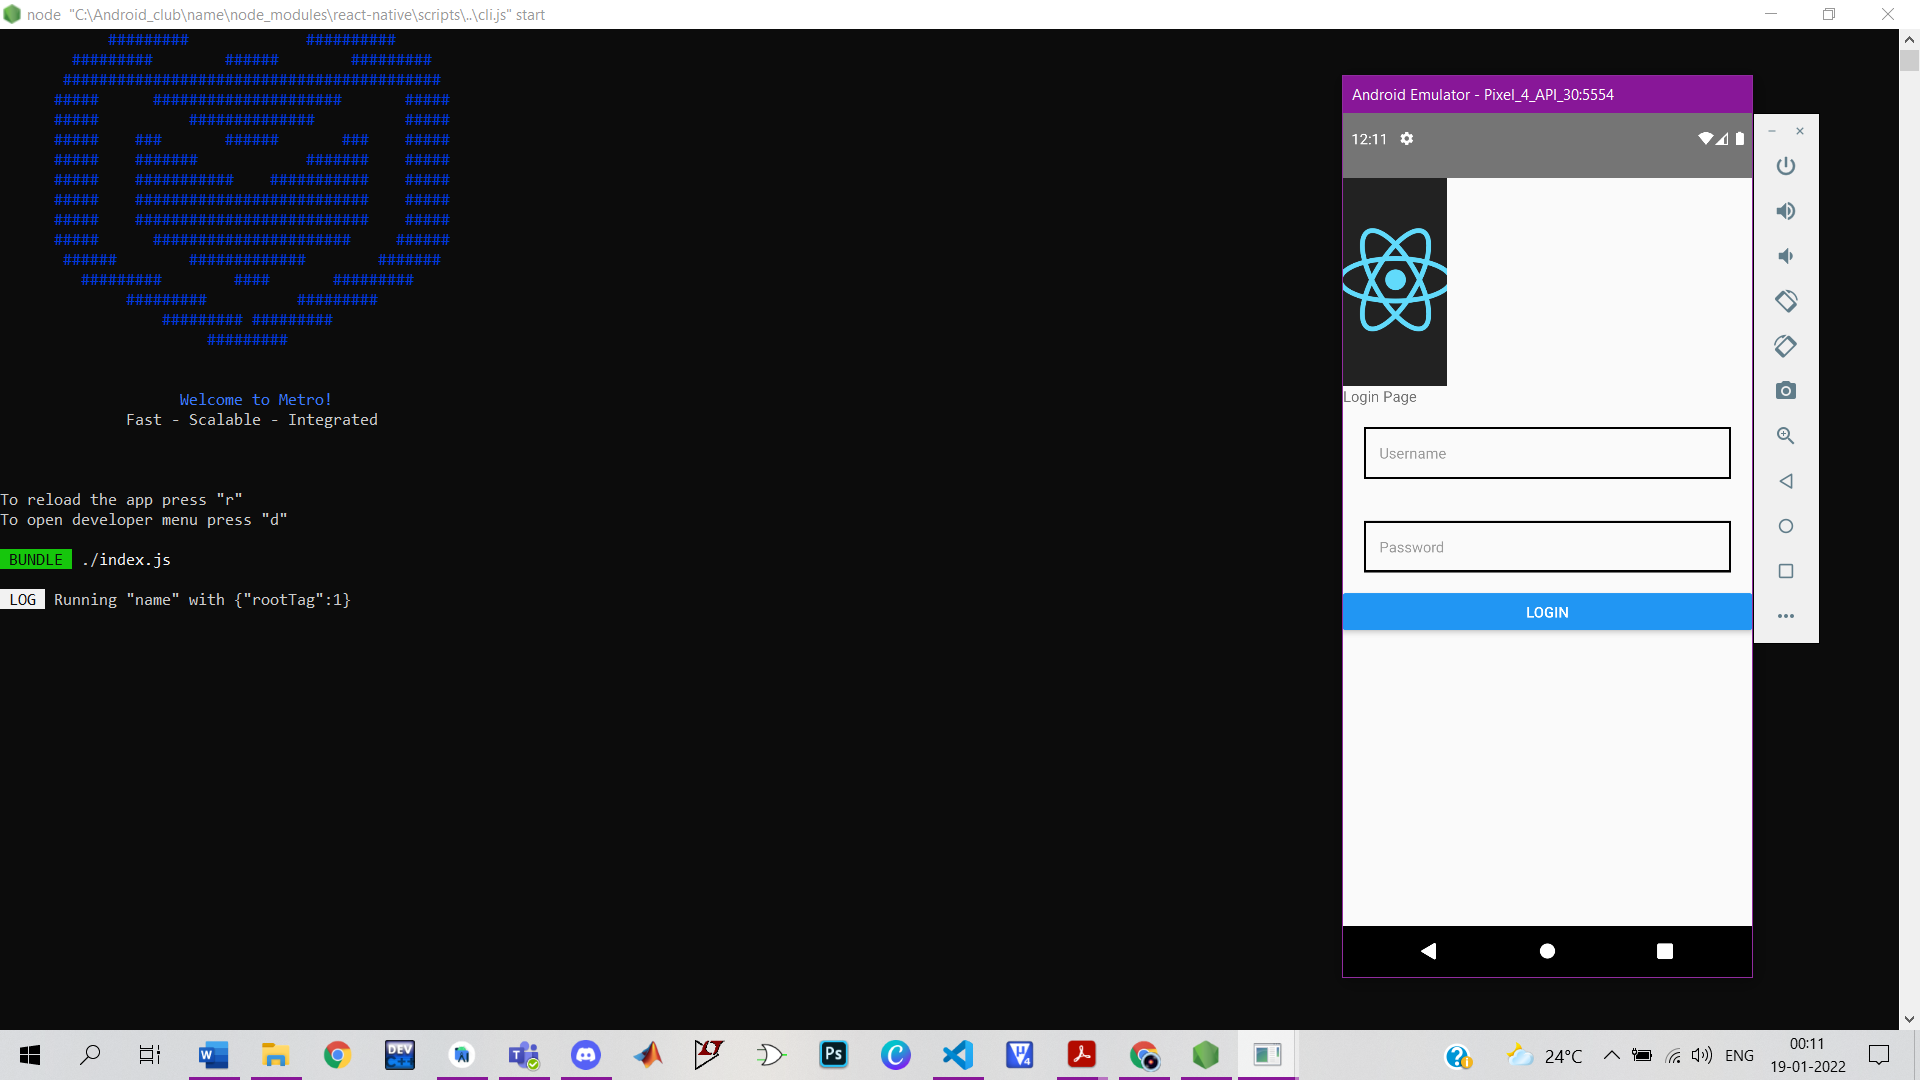 node "C:\Android_club\name\node_modules\react-native\scripts\..\cli.js" start
Welcome to Metro!
Fast - Scalable - Integrated
To reload the app press "r"
To open developer menu press "d"
BUNDLE ./index.js
LOG Running "name" with {"rootTag":1}
Android Emulator - Pixel_4_API_30:5554
12:11
Login Page
Username
Password
LOGIN
W
DEV
C++
T
Ps
C
24°C
ENG
00:11
19-01-2022